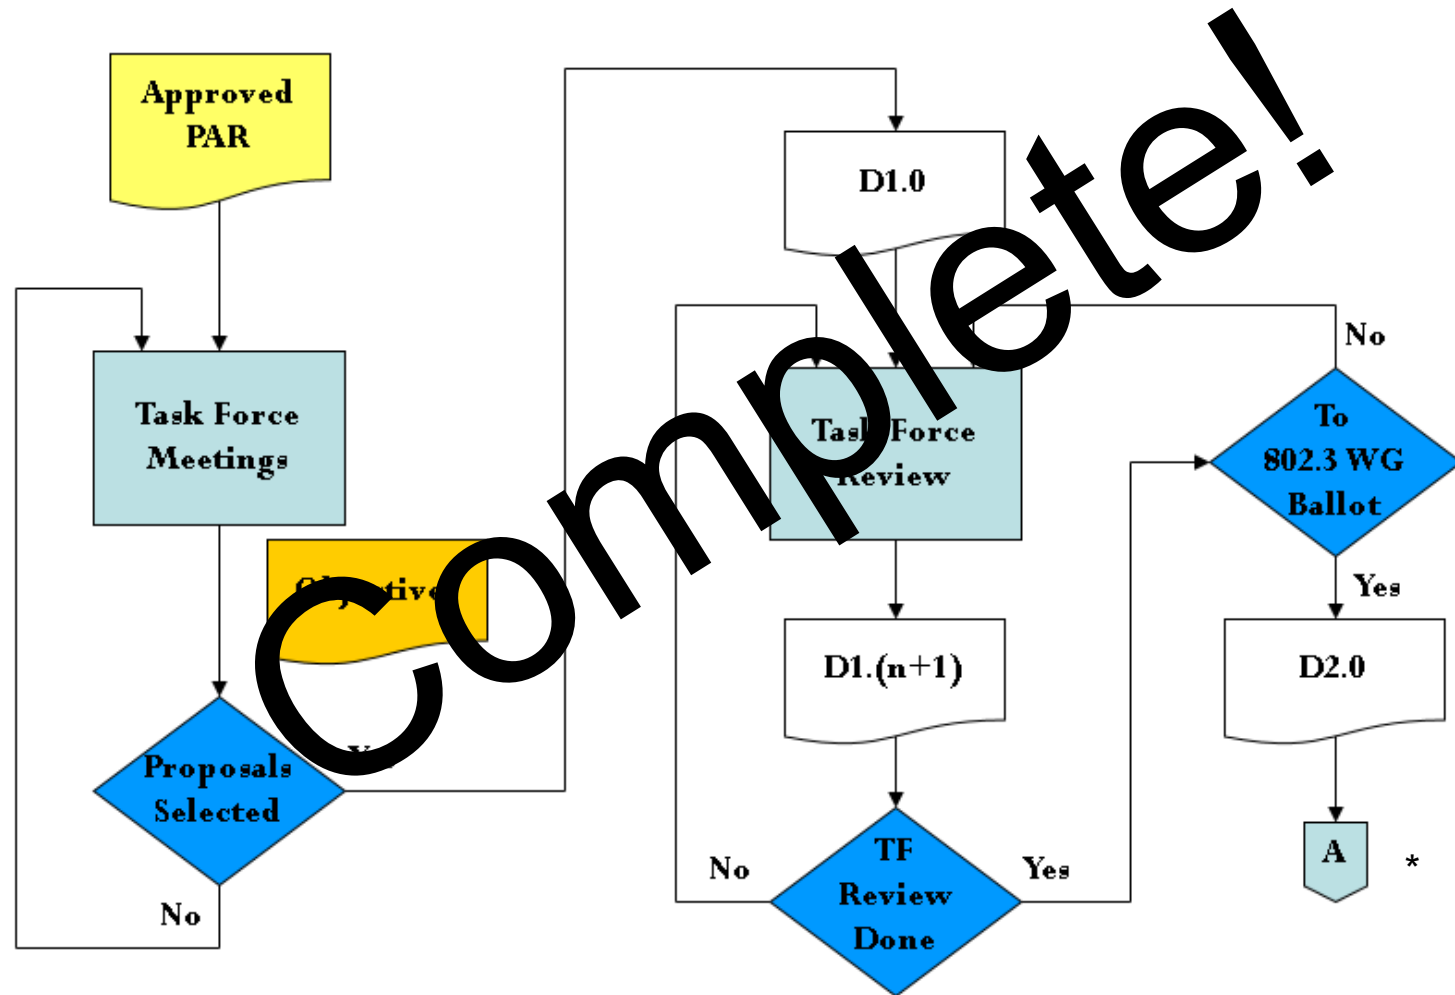 Approved
PAR
Task Force
Meetings
Proposals
Selected
No
D1.0
Task Force
Review
D1.(n+1)
TF
Review
Done
No
Yes
To
802.3 WG
Ballot
No
Yes
D2.0
A
*
Complete!